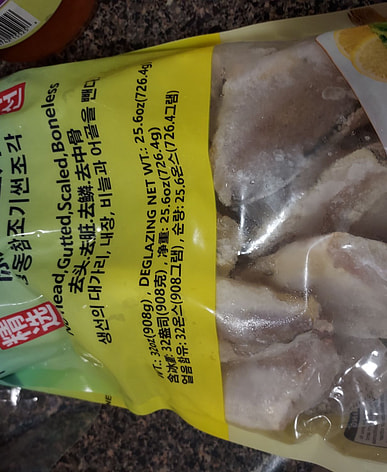 동참조기썬조각
精选
Head,Gutted,Scaled,Boneless
去头,去脏,去鳞,去中骨
생선의 대가리, 내장, 비늘과 어골을 뺀다.
WT.: 32oz(908g), DEGLAZING NET WT.: 25.6oz(726.4g)
含冰重: 32盎司(908克), 净重: 25.6oz(726.4g)
얼음함유: 32온스(908그램), 순량: 25.6온스(726.4그램)